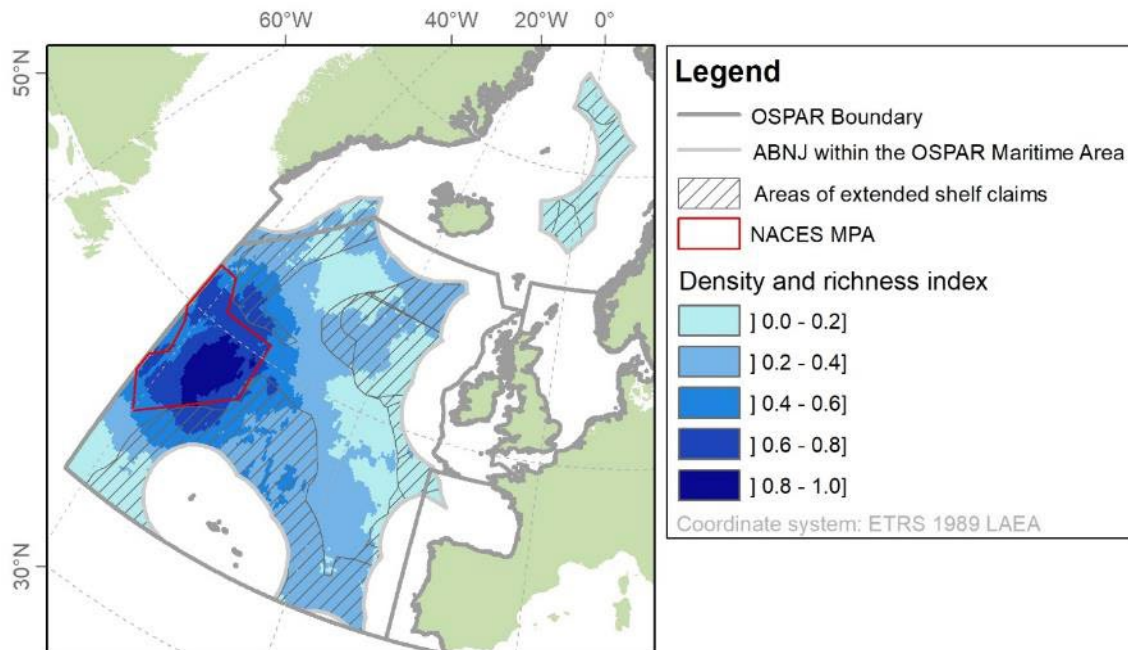 60°W 40°W 20°W 0°
50°N
30°N
Legend
OSPAR Boundary
ABNJ within the OSPAR Maritime Area
Areas of extended shelf claims
NACES MPA
Density and richness index
] 0.0 - 0.2]
] 0.2 - 0.4]
] 0.4 - 0.6]
] 0.6 - 0.8]
] 0.8 - 1.0]
Coordinate system: ETRS 1989 LAEA